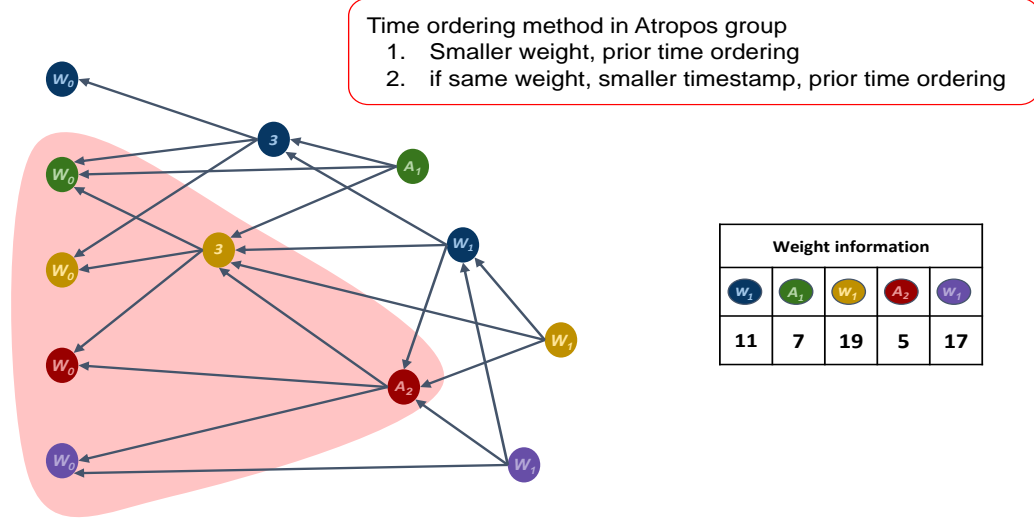 Time ordering method in Atropos group
1. Smaller weight, prior time ordering
2. if same weight, smaller timestamp, prior time ordering
W₀
3
W₀
A₁
3
W₁
W₀
W₁
W₀
A₂
W₀
W₁
Weight information
W₁ A₁ W₁ A₂ W₁
11 7 19 5 17